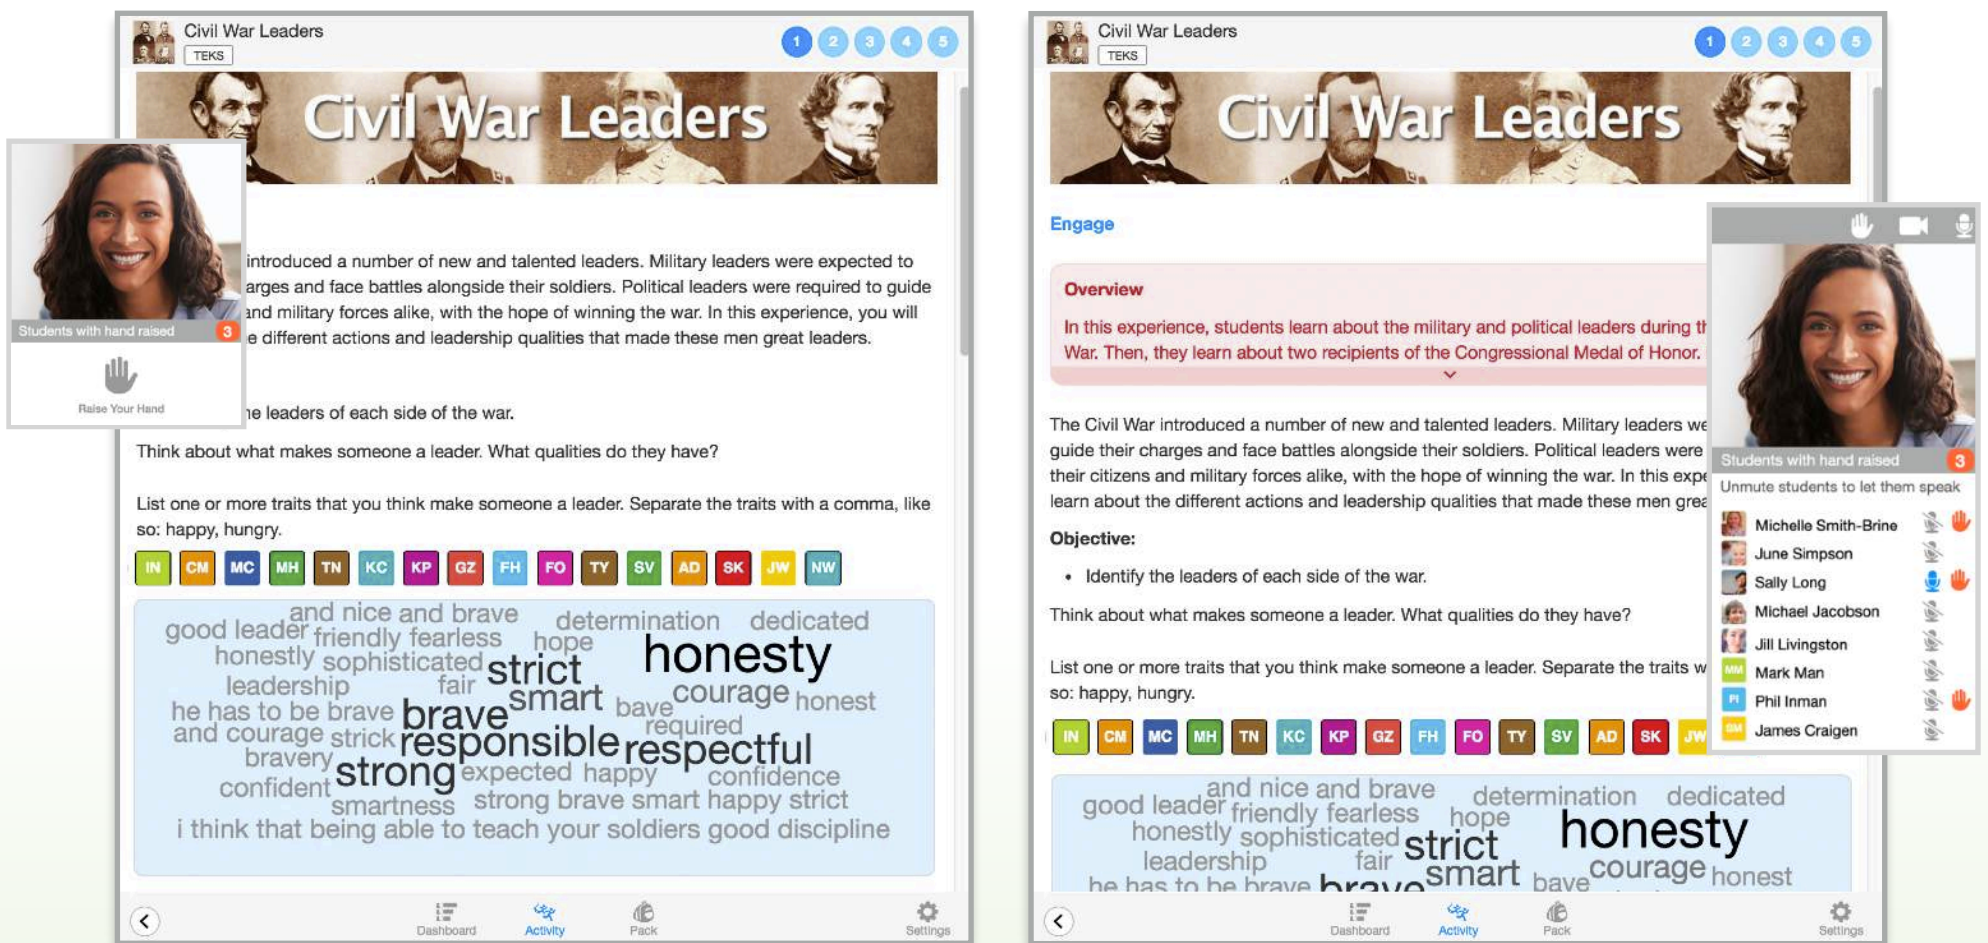 Civil War Leaders
TEKS
1 2 3 4 5
Civil War Leaders
Students with hand raised 3
Raise Your Hand
introduced a number of new and talented leaders. Military leaders were expected to
arges and face battles alongside their soldiers. Political leaders were required to guide
and military forces alike, with the hope of winning the war. In this experience, you will
e different actions and leadership qualities that made these men great leaders.
e leaders of each side of the war.
Think about what makes someone a leader. What qualities do they have?
List one or more traits that you think make someone a leader. Separate the traits with a comma, like
so: happy, hungry.
IN CM MC MH TN KC KP GZ FH FO TY SV AD SK JW NW
and nice and brave determination dedicated
good leader friendly fearless hope honesty
honestly sophisticated strict
leadership fair smart courage honest
he has to be brave brave bave required
and courage strick responsible respectful
bravery strong expected happy confidence
confident smartness strong brave smart happy strict
i think that being able to teach your soldiers good discipline
Dashboard Activity Pack Settings
Civil War Leaders
TEKS
1 2 3 4 5
Civil War Leaders
Engage
Overview
In this experience, students learn about the military and political leaders during th
War. Then, they learn about two recipients of the Congressional Medal of Honor.
The Civil War introduced a number of new and talented leaders. Military leaders we
guide their charges and face battles alongside their soldiers. Political leaders were
their citizens and military forces alike, with the hope of winning the war. In this expe
learn about the different actions and leadership qualities that made these men grea
Objective:
• Identify the leaders of each side of the war.
Think about what makes someone a leader. What qualities do they have?
List one or more traits that you think make someone a leader. Separate the traits w
so: happy, hungry.
IN CM MC MH TN KC KP GZ FH FO TY SV AD SK JW
and nice and brave determination dedicated
good leader friendly fearless hope honesty
honestly sophisticated strict
leadership fair smart courage honest
he has to be brave brave bave
Dashboard Activity Pack Settings
Students with hand raised 3
Unmute students to let them speak
Michelle Smith-Brine
June Simpson
Sally Long
Michael Jacobson
Jill Livingston
MM Mark Man
PI Phil Inman
SM James Craigen